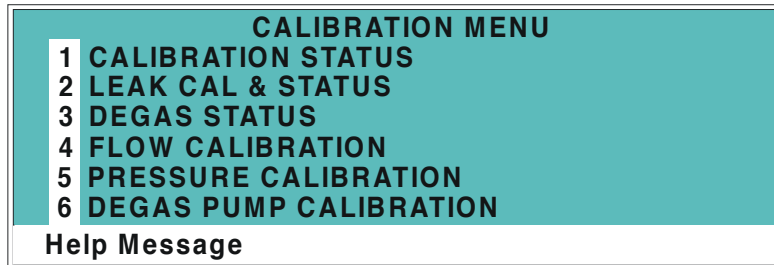 CALIBRATION MENU
1 CALIBRATION STATUS
2 LEAK CAL & STATUS
3 DEGAS STATUS
4 FLOW CALIBRATION
5 PRESSURE CALIBRATION
6 DEGAS PUMP CALIBRATION
Help Message